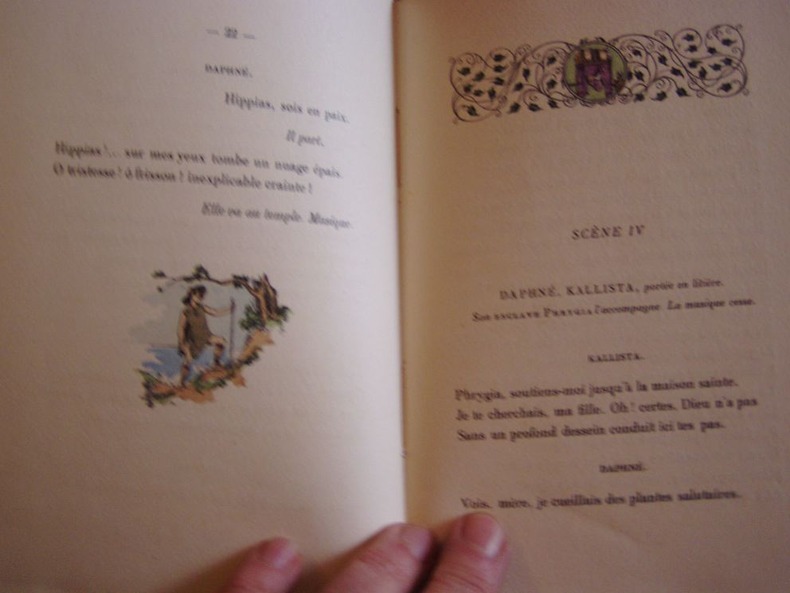 — 22 —
DAPHNÉ.
Hippias, sois en paix.
Il part.
Hippias !... sur mes yeux tombe un nuage épais.
O tristesse ! ô frisson ! inexplicable crainte !
Elle va au temple. Musique.
SCÈNE IV
DAPHNÉ, KALLISTA, portée en litière.
Son esclave Phrygia l'accompagne. La musique cesse.
KALLISTA.
Phrygia, soutiens-moi jusqu'à la maison sainte.
Je te cherchais, ma fille. Oh ! certes, Dieu n'a pas
Sans un profond dessein conduit ici tes pas.
DAPHNÉ.
Vois, mère, je cueillais des plantes salutaires.